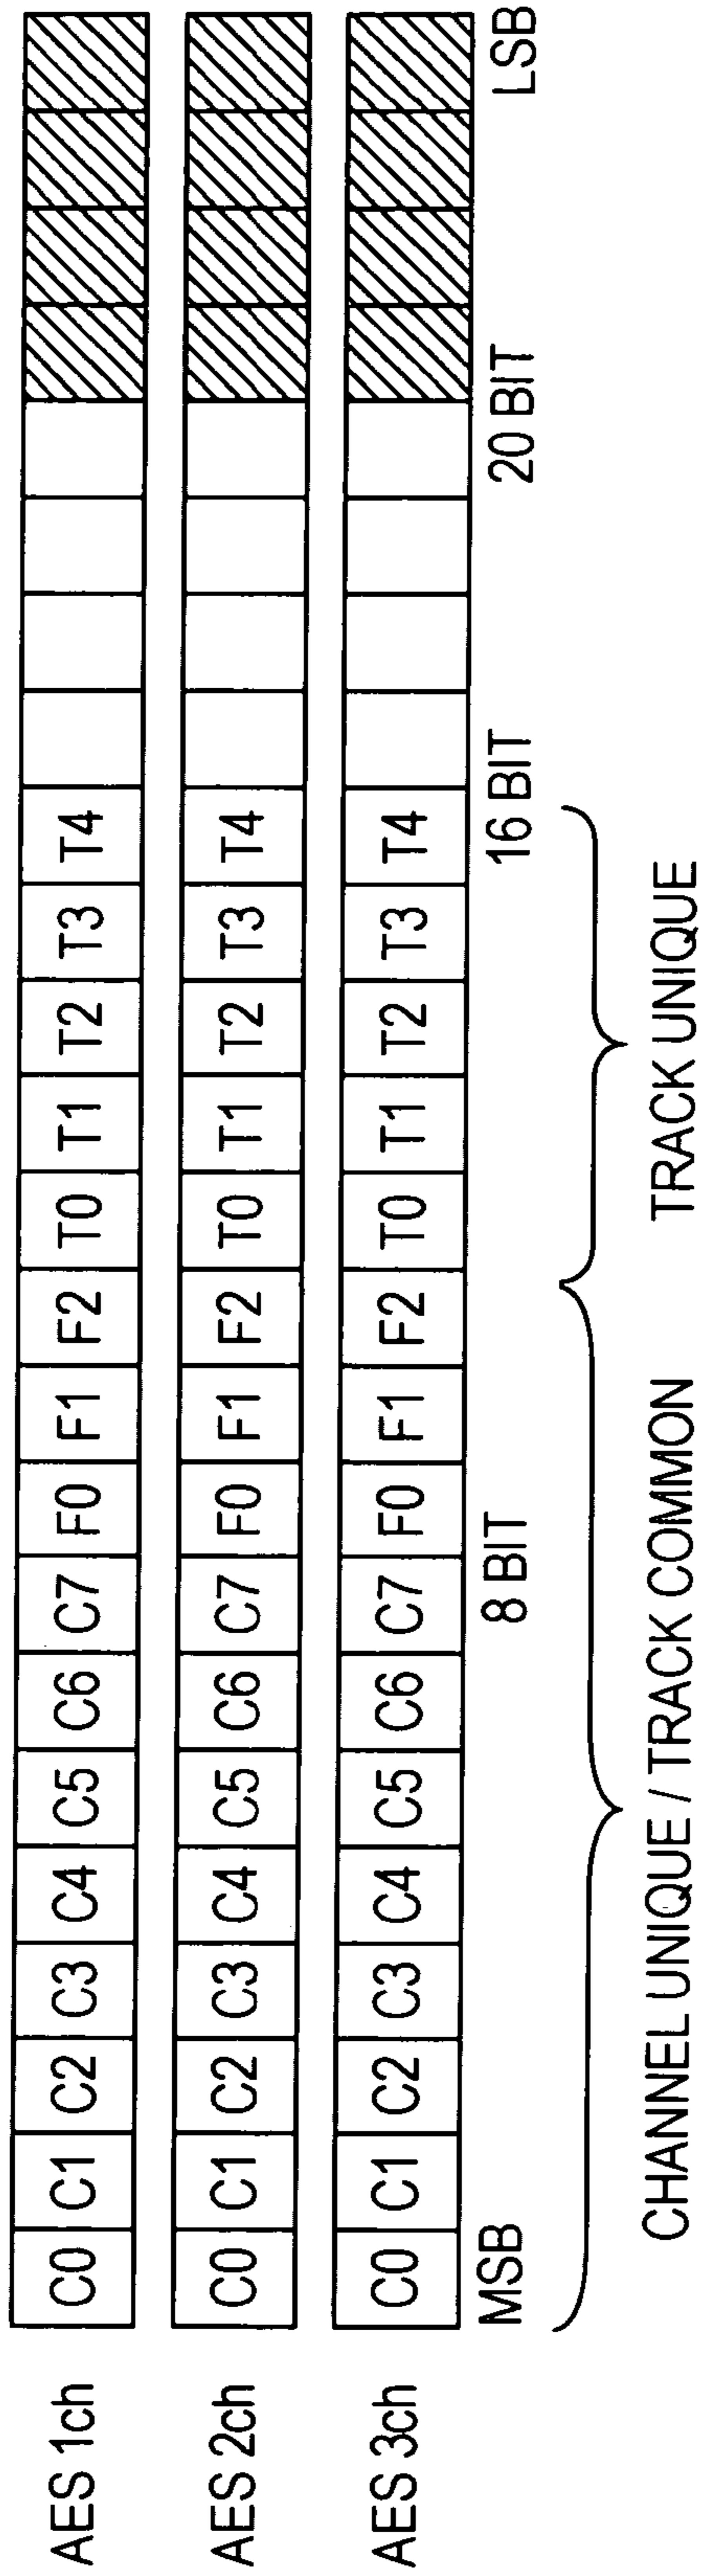 AES 1ch C0 C1 C2 C3 C4 C5 C6 C7 F0 F1 F2 T0 T1 T2 T3 T4
AES 2ch C0 C1 C2 C3 C4 C5 C6 C7 F0 F1 F2 T0 T1 T2 T3 T4
AES 3ch C0 C1 C2 C3 C4 C5 C6 C7 F0 F1 F2 T0 T1 T2 T3 T4
MSB 8 BIT 16 BIT 20 BIT LSB
CHANNEL UNIQUE / TRACK COMMON TRACK UNIQUE